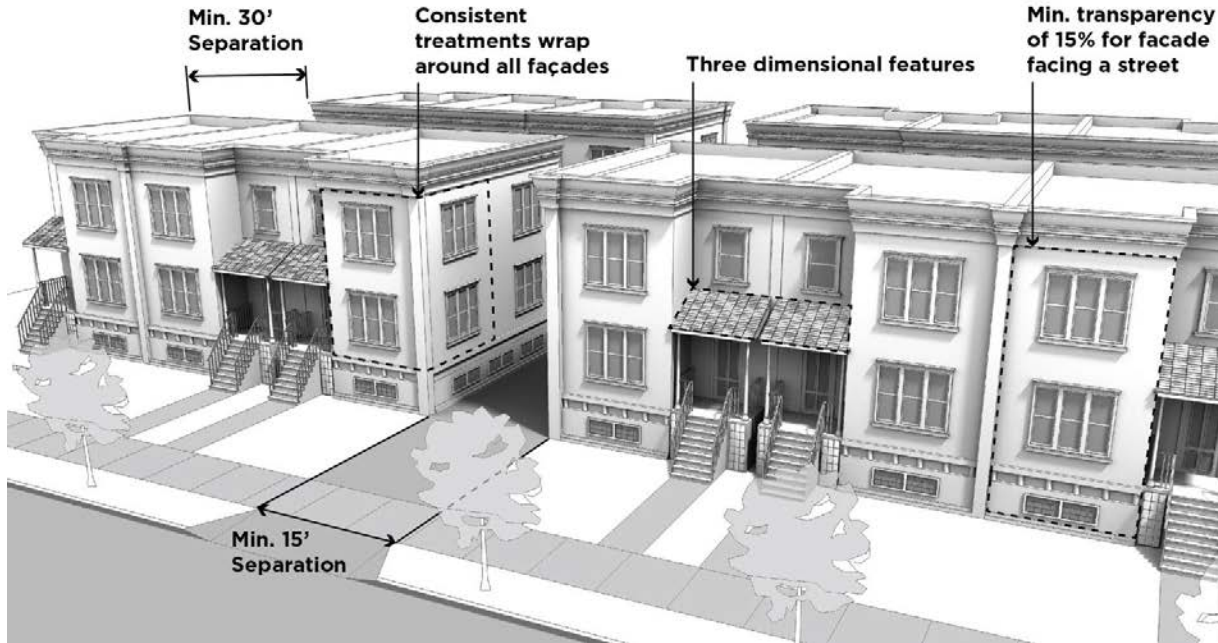 Min. 30'
Separation
Consistent
treatments wrap
around all façades
Three dimensional features
Min. transparency
of 15% for facade
facing a street
Min. 15'
Separation